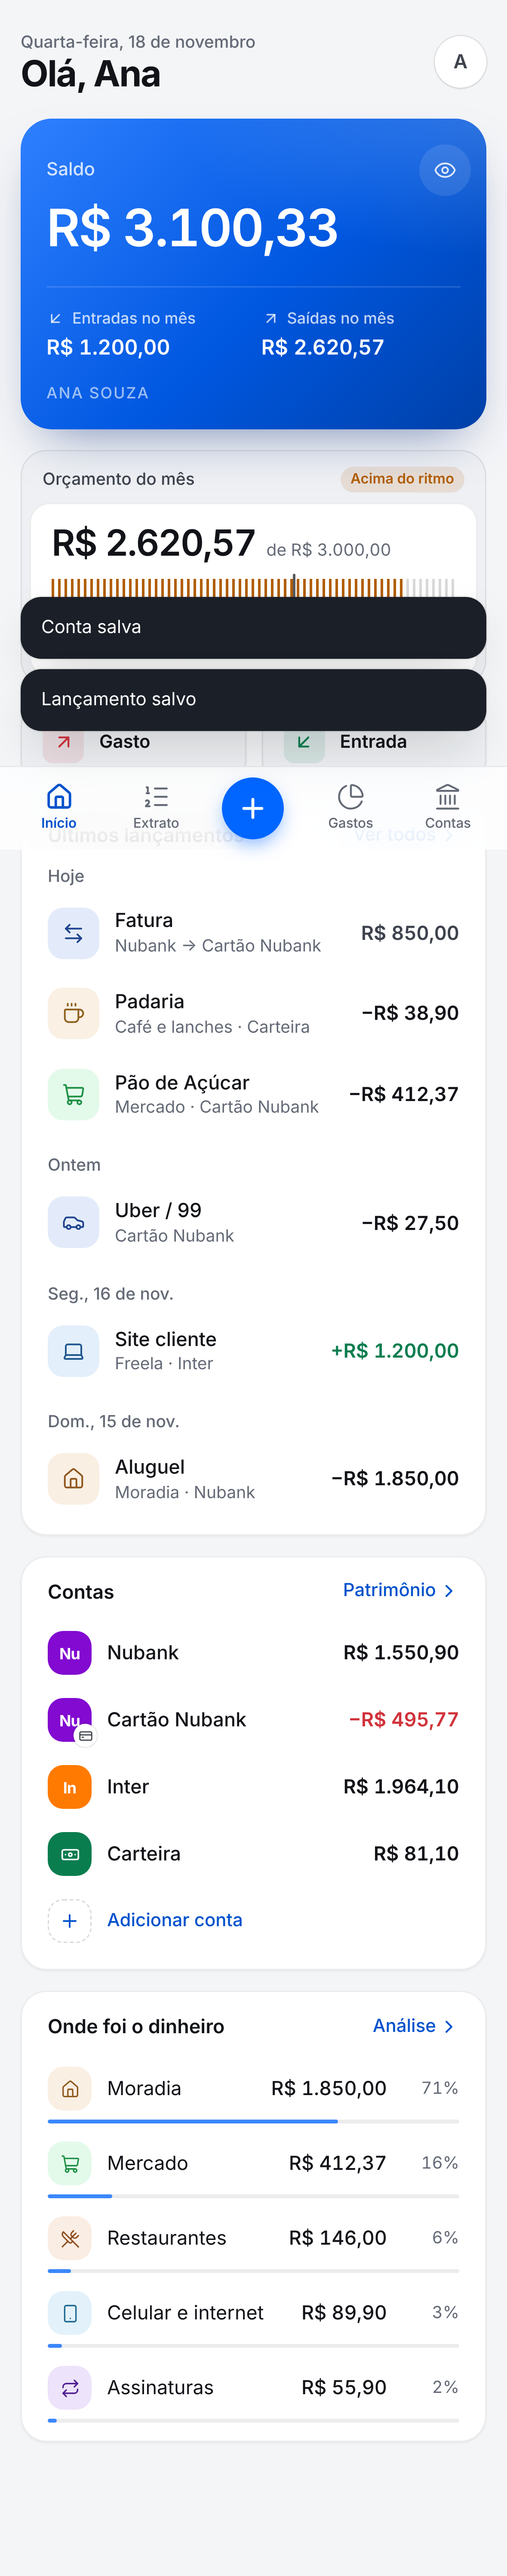 Quarta-feira, 18 de novembro
Olá, Ana
A
Saldo
R$ 3.100,33
Entradas no mês
Saídas no mês
R$ 1.200,00
R$ 2.620,57
ANA SOUZA
Orçamento do mês
Acima do ritmo
R$ 2.620,57 de R$ 3.000,00
Conta salva
Lançamento salvo
Gasto
Entrada
Início
Extrato
Gastos
Contas
Últimos lançamentos
Ver todos
Hoje
Fatura
Nubank → Cartão Nubank
R$ 850,00
Padaria
Café e lanches · Carteira
−R$ 38,90
Pão de Açúcar
Mercado · Cartão Nubank
−R$ 412,37
Ontem
Uber / 99
Cartão Nubank
−R$ 27,50
Seg., 16 de nov.
Site cliente
Freela · Inter
+R$ 1.200,00
Dom., 15 de nov.
Aluguel
Moradia · Nubank
−R$ 1.850,00
Contas
Patrimônio
Nu
Nubank
R$ 1.550,90
Nu
Cartão Nubank
−R$ 495,77
In
Inter
R$ 1.964,10
Carteira
R$ 81,10
Adicionar conta
Onde foi o dinheiro
Análise
Moradia
R$ 1.850,00
71%
Mercado
R$ 412,37
16%
Restaurantes
R$ 146,00
6%
Celular e internet
R$ 89,90
3%
Assinaturas
R$ 55,90
2%